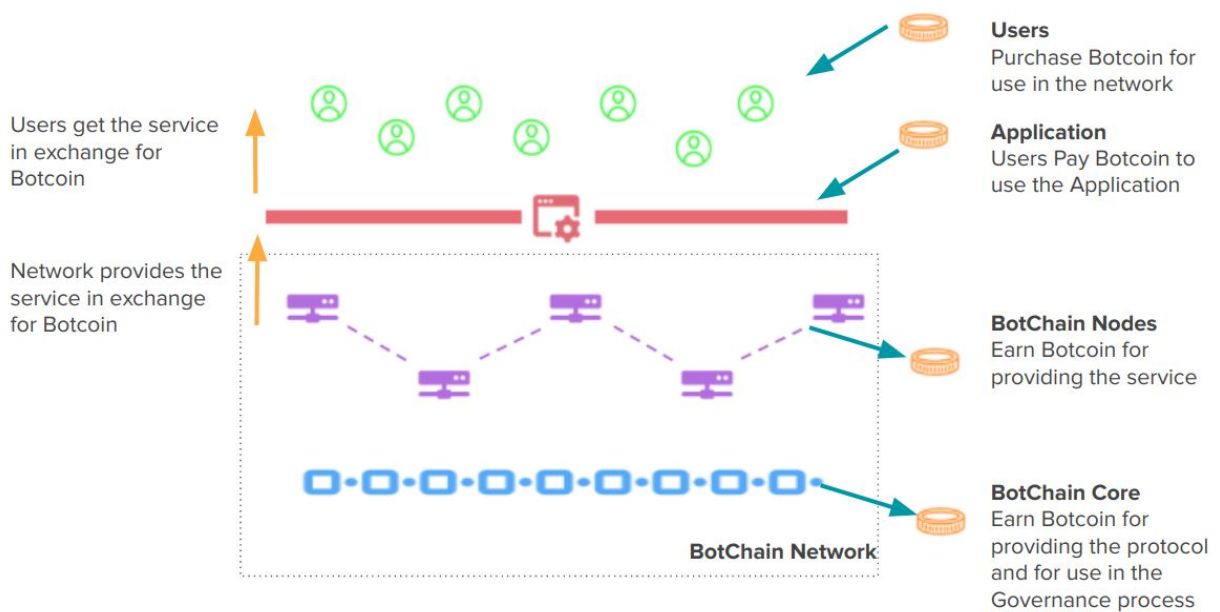 Users
Purchase Botcoin for
use in the network
Users get the service
in exchange for
Botcoin
Application
Users Pay Botcoin to
use the Application
Network provides the
service in exchange
for Botcoin
BotChain Nodes
Earn Botcoin for
providing the service
BotChain Core
Earn Botcoin for
providing the protocol
and for use in the
Governance process
BotChain Network